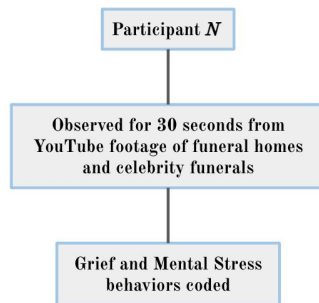 Participant N
Observed for 30 seconds from
YouTube footage of funeral homes
and celebrity funerals
Grief and Mental Stress
behaviors coded